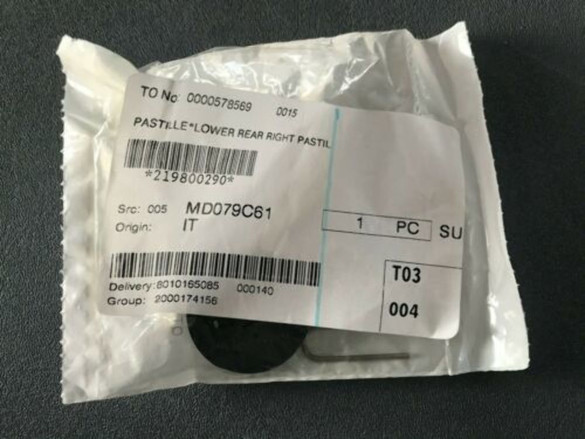 TO No: 0000578569 0015
PASTILLE*LOWER REAR RIGHT PASTIL
*219800290*
Src: 005 MD079C61
Origin: IT
1 PC SU
T03
004
Delivery: 8010165085 000140
Group: 2000174156